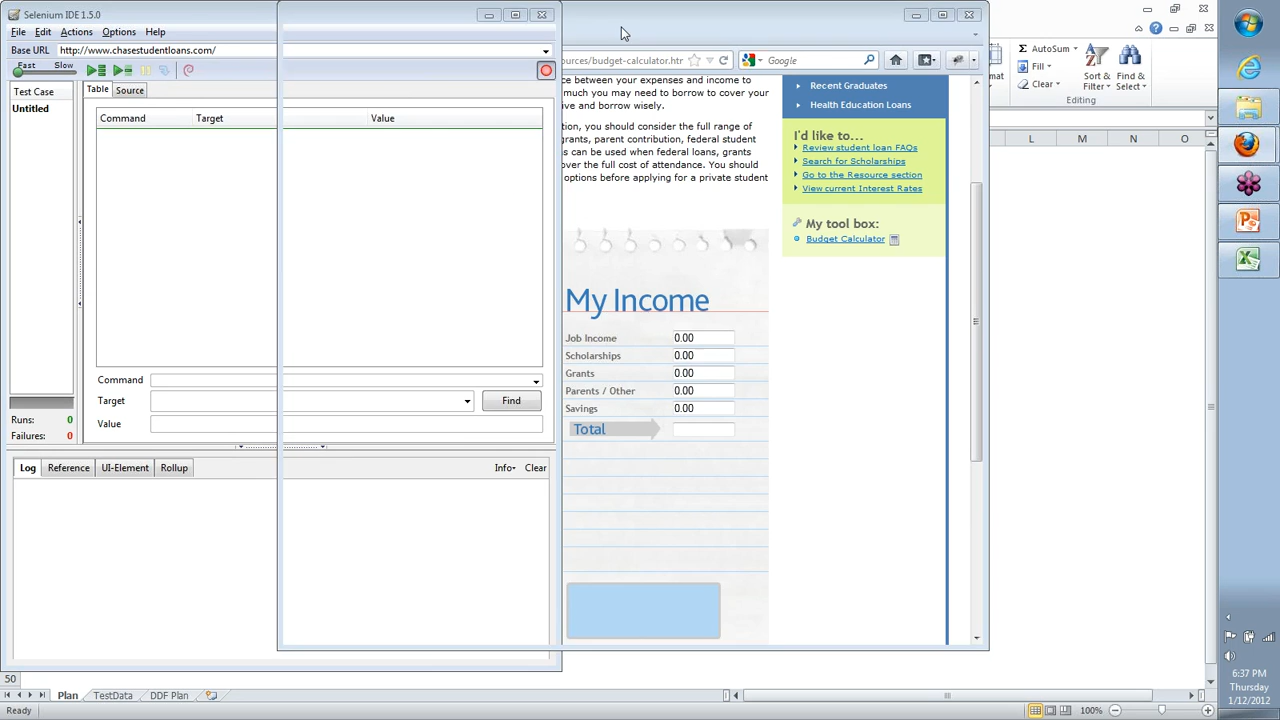 Selenium IDE 1.5.0
File Edit Actions Options Help
Base URL http://www.chasestudentloans.com/
Fast Slow
Test Case
Untitled
Table Source
Command Target Value
Command
Target Find
Value
Runs: 0
Failures: 0
Log Reference UI-Element Rollup Info Clear
ources/budget-calculator.htr
Google
ce between your expenses and income to
much you may need to borrow to cover your
ive and borrow wisely.
tion, you should consider the full range of
grants, parent contribution, federal student
s can be used when federal loans, grants
over the full cost of attendance. You should
options before applying for a private student
My Income
Job Income 0.00
Scholarships 0.00
Grants 0.00
Parents / Other 0.00
Savings 0.00
Total
Recent Graduates
Health Education Loans
I'd like to...
Review student loan FAQs
Search for Scholarships
Go to the Resource section
View current Interest Rates
My tool box:
Budget Calculator
mat
AutoSum
Fill
Clear
Sort &
Filter
Find &
Select
Editing
L M N O
50
Plan TestData DDF Plan
Ready
100%
6:37 PM
Thursday
1/12/2012